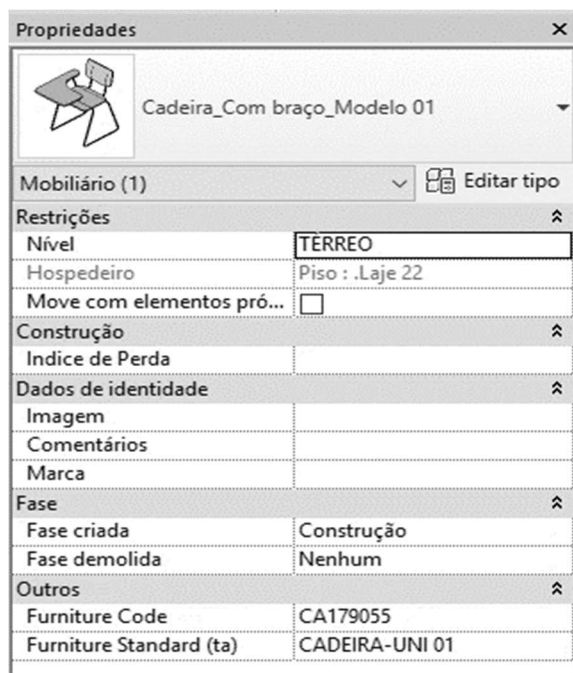 Propriedades
Cadeira_Com braço_Modelo 01
Mobiliário (1) Editar tipo
Restrições
Nível TÉRREO
Hospedeiro Piso : .Laje 22
Move com elementos pró...
Construção
Indice de Perda
Dados de identidade
Imagem
Comentários
Marca
Fase
Fase criada Construção
Fase demolida Nenhum
Outros
Furniture Code CA179055
Furniture Standard (ta) CADEIRA-UNI 01